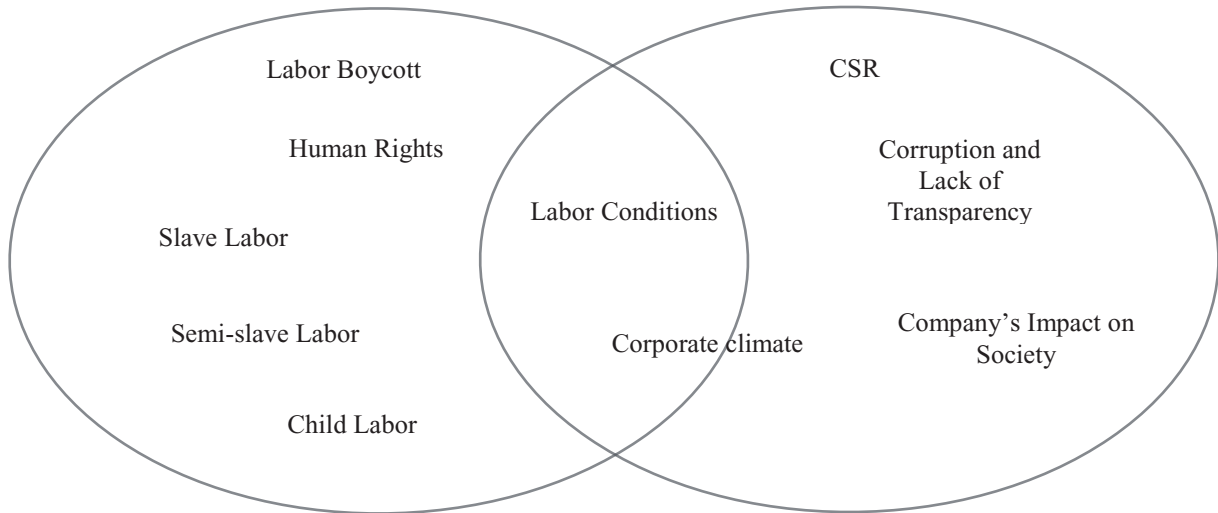 Labor Boycott
Human Rights
Slave Labor
Semi-slave Labor
Child Labor
Labor Conditions
Corporate climate
CSR
Corruption and
Lack of
Transparency
Company’s Impact on
Society